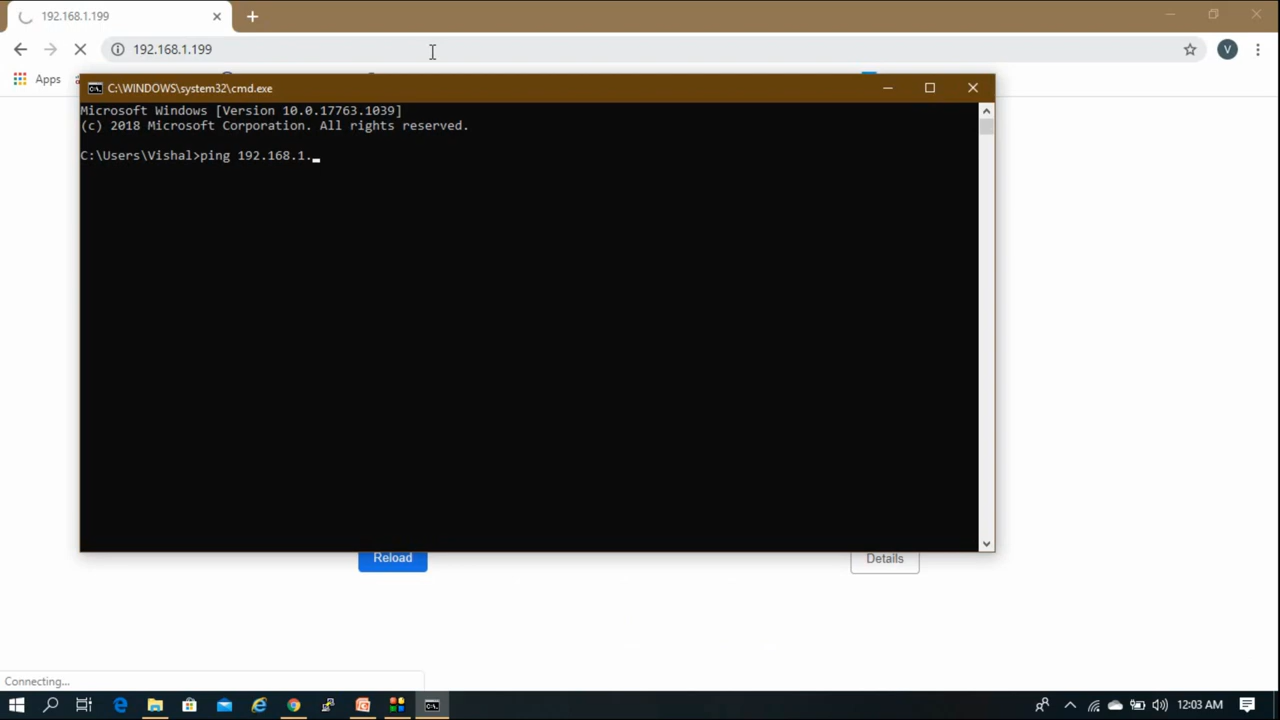 192.168.1.199
192.168.1.199
V
Apps
C:\WINDOWS\system32\cmd.exe
Microsoft Windows [Version 10.0.17763.1039]
(c) 2018 Microsoft Corporation. All rights reserved.
C:\Users\Vishal>ping 192.168.1._
Reload
Details
Connecting...
12:03 AM